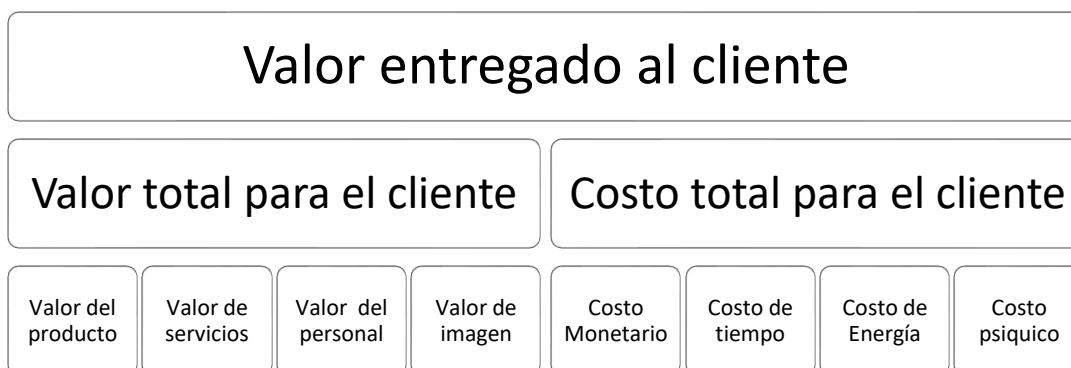 Valor entregado al cliente
Valor total para el cliente
Costo total para el cliente
Valor del
producto
Valor de
servicios
Valor del
personal
Valor de
imagen
Costo
Monetario
Costo de
tiempo
Costo de
Energía
Costo
psiquico